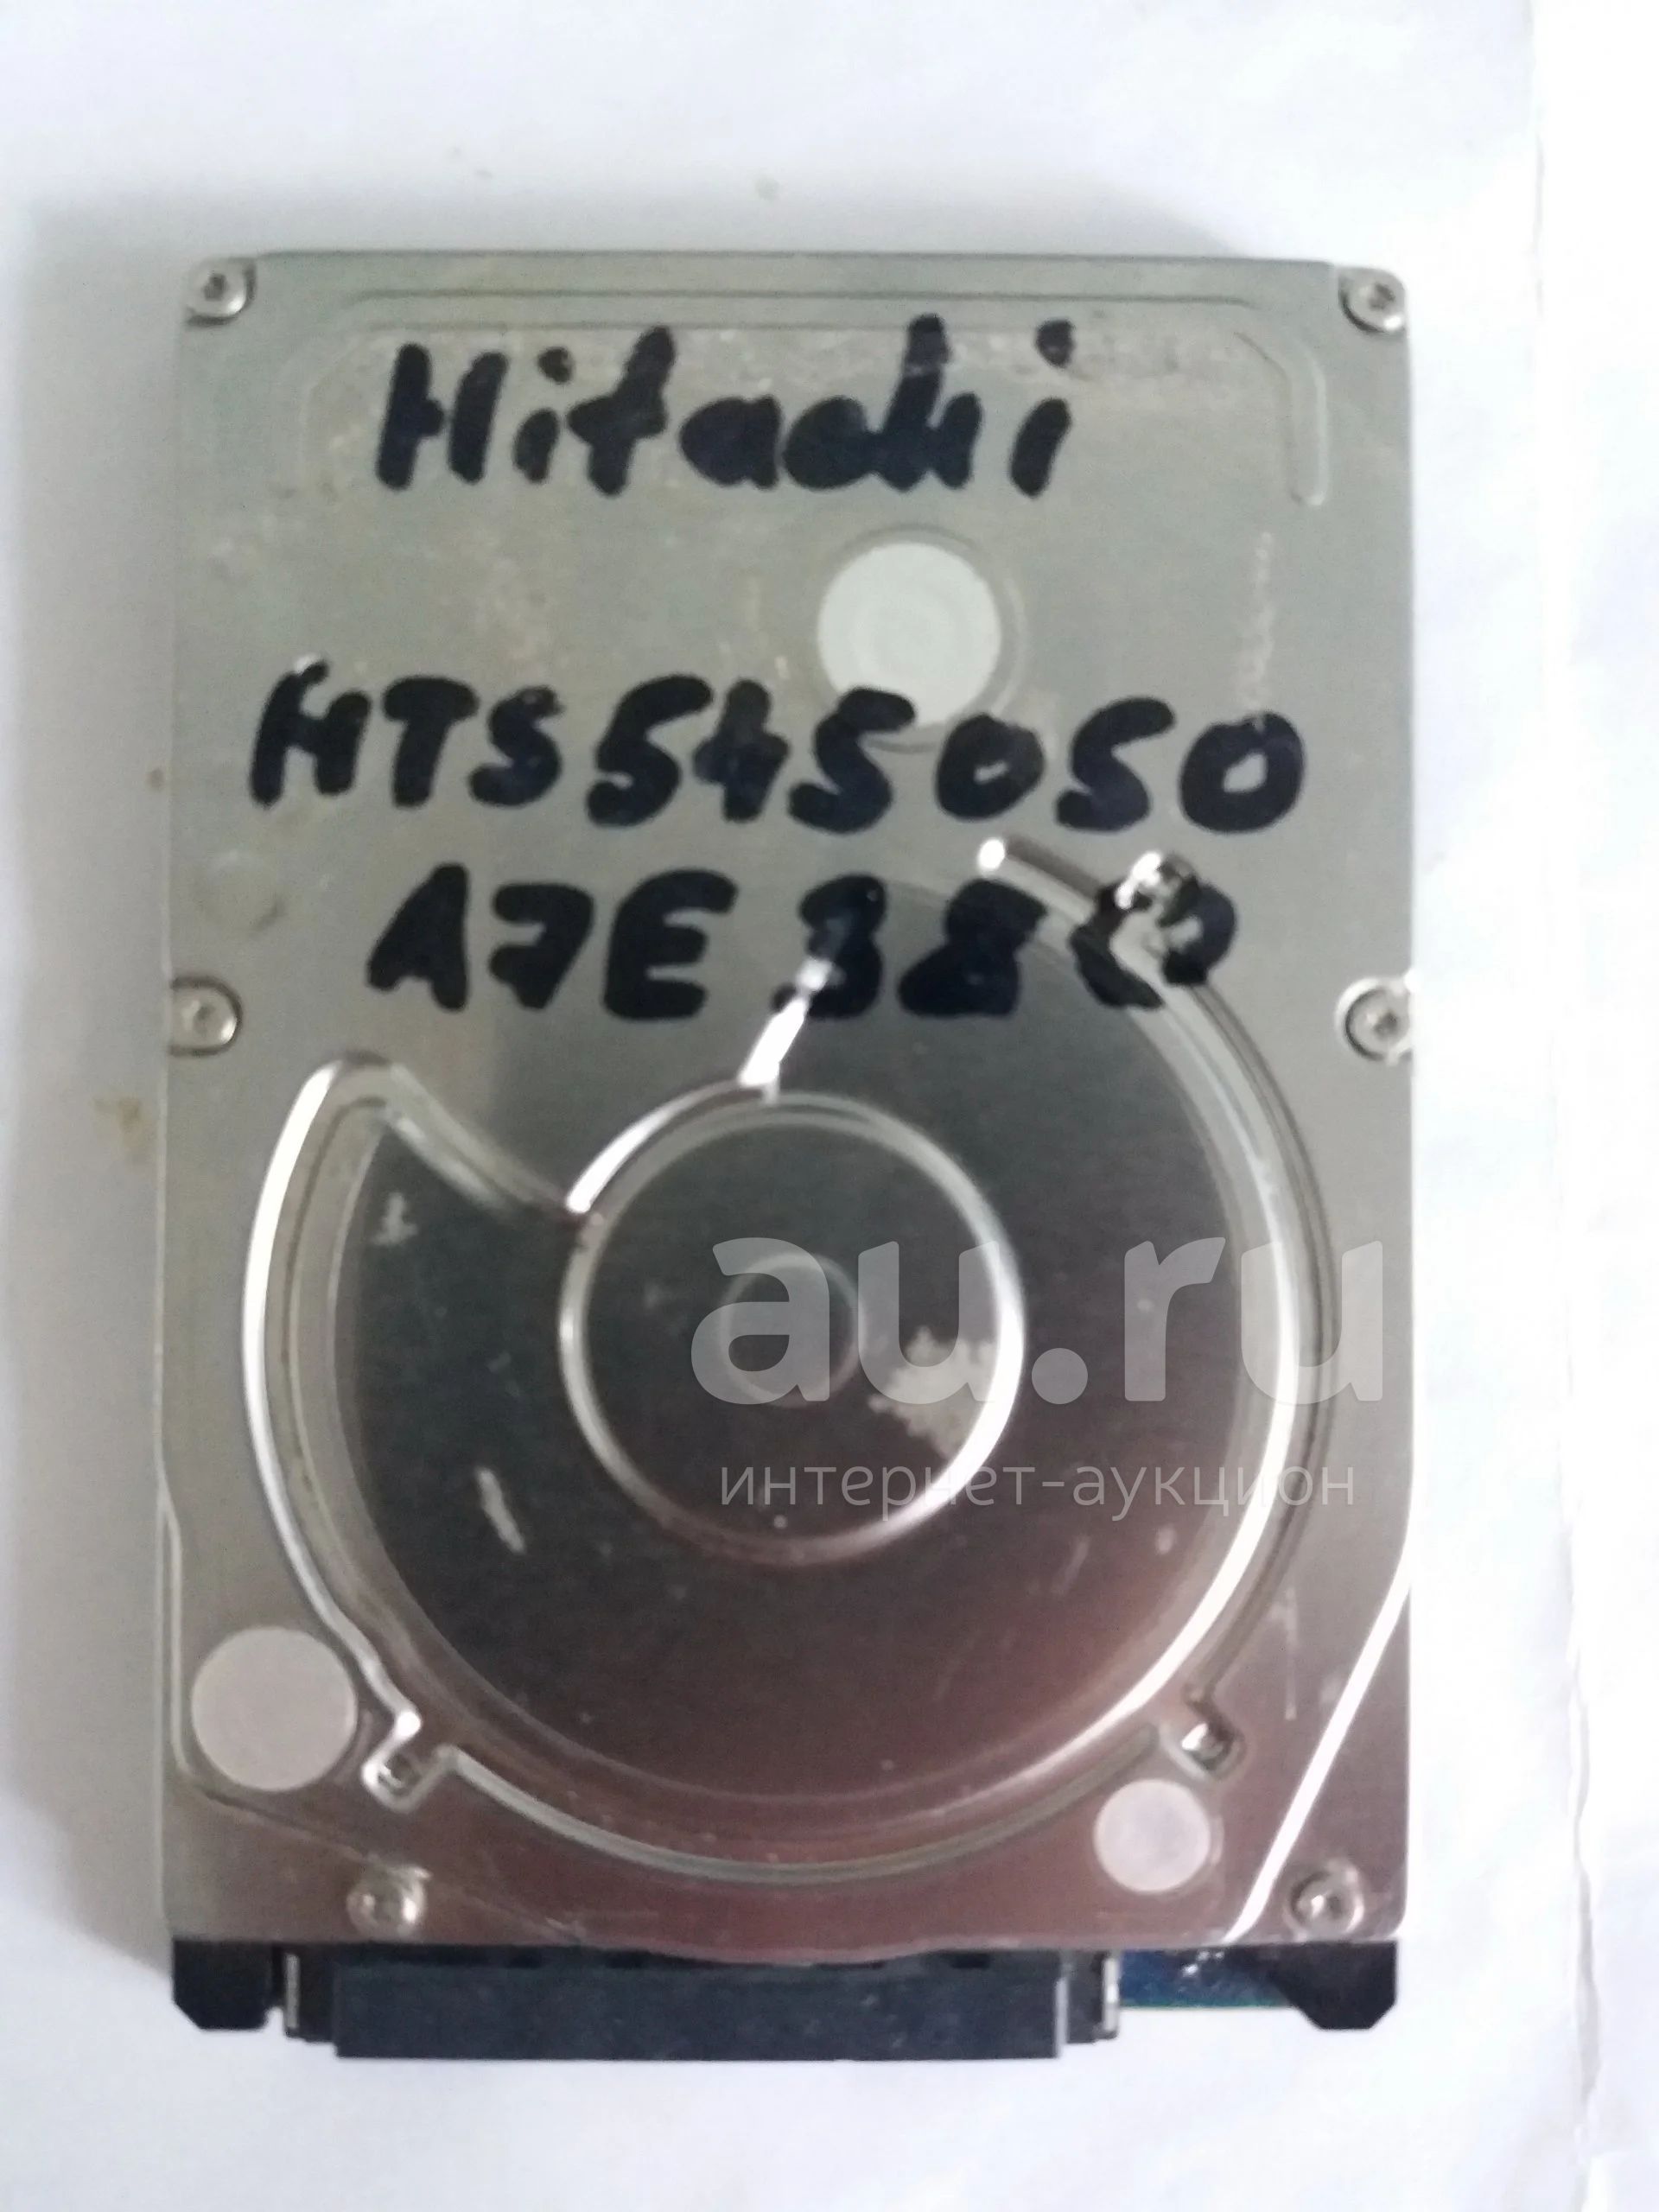 Hitachi
HTS545050
A7E380
au.ru
интернет-аукцион